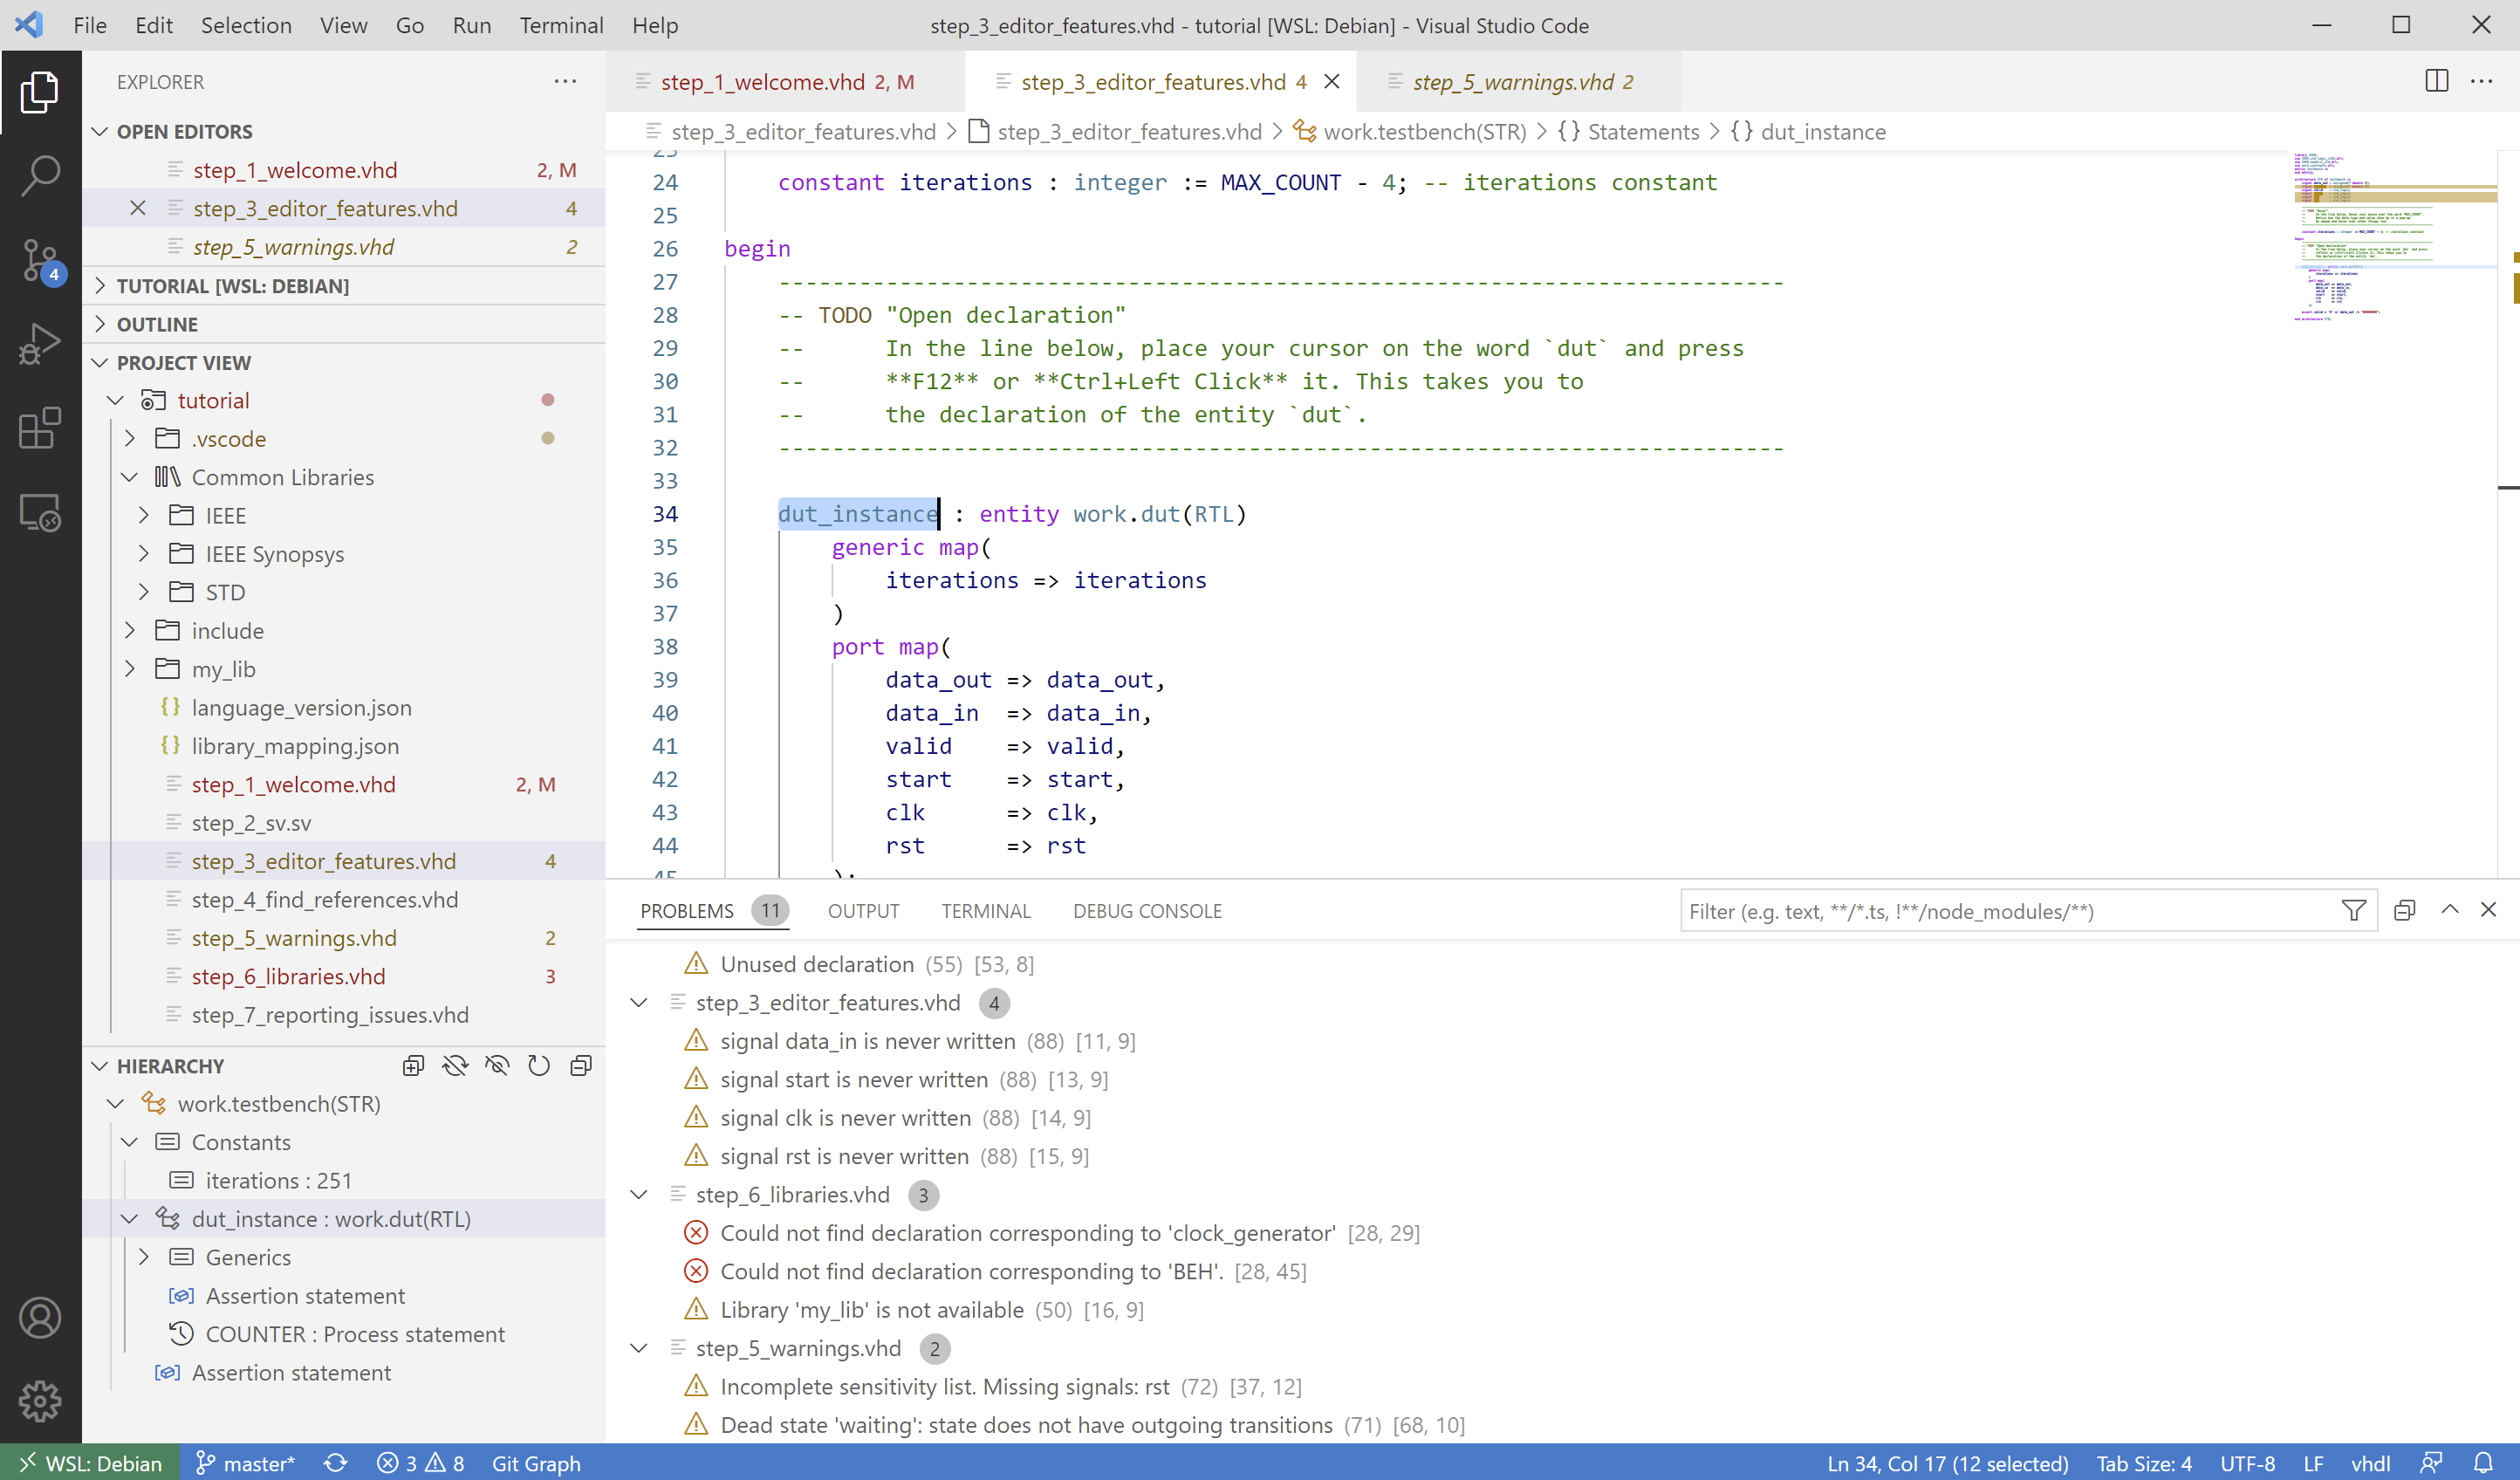 File Edit Selection View Go Run Terminal Help
step_3_editor_features.vhd - tutorial [WSL: Debian] - Visual Studio Code
EXPLORER
OPEN EDITORS
step_1_welcome.vhd 2, M
step_3_editor_features.vhd 4
step_5_warnings.vhd 2
TUTORIAL [WSL: DEBIAN]
OUTLINE
PROJECT VIEW
tutorial
.vscode
Common Libraries
IEEE
IEEE Synopsys
STD
include
my_lib
{} language_version.json
{} library_mapping.json
step_1_welcome.vhd 2, M
step_2_sv.sv
step_3_editor_features.vhd 4
step_4_find_references.vhd
step_5_warnings.vhd 2
step_6_libraries.vhd 3
step_7_reporting_issues.vhd
HIERARCHY
work.testbench(STR)
Constants
iterations : 251
dut_instance : work.dut(RTL)
Generics
Assertion statement
COUNTER : Process statement
Assertion statement
4
step_1_welcome.vhd 2, M
step_3_editor_features.vhd 4
step_5_warnings.vhd 2
step_3_editor_features.vhd > step_3_editor_features.vhd > work.testbench(STR) > {} Statements > {} dut_instance
23
24 constant iterations : integer := MAX_COUNT - 4; -- iterations constant
25
26 begin
27 ---------------------------------------------------------------------------
28 -- TODO "Open declaration"
29 -- In the line below, place your cursor on the word `dut` and press
30 -- **F12** or **Ctrl+Left Click** it. This takes you to
31 -- the declaration of the entity `dut`.
32 ---------------------------------------------------------------------------
33
34 dut_instance : entity work.dut(RTL)
35 generic map(
36 iterations => iterations
37 )
38 port map(
39 data_out => data_out,
40 data_in => data_in,
41 valid => valid,
42 start => start,
43 clk => clk,
44 rst => rst
45 );
PROBLEMS 11 OUTPUT TERMINAL DEBUG CONSOLE
Filter (e.g. text, **/*.ts, !**/node_modules/**)
Unused declaration (55) [53, 8]
step_3_editor_features.vhd 4
signal data_in is never written (88) [11, 9]
signal start is never written (88) [13, 9]
signal clk is never written (88) [14, 9]
signal rst is never written (88) [15, 9]
step_6_libraries.vhd 3
Could not find declaration corresponding to 'clock_generator' [28, 29]
Could not find declaration corresponding to 'BEH'. [28, 45]
Library 'my_lib' is not available (50) [16, 9]
step_5_warnings.vhd 2
Incomplete sensitivity list. Missing signals: rst (72) [37, 12]
Dead state 'waiting': state does not have outgoing transitions (71) [68, 10]
WSL: Debian master* 3 8 Git Graph
Ln 34, Col 17 (12 selected) Tab Size: 4 UTF-8 LF vhdl